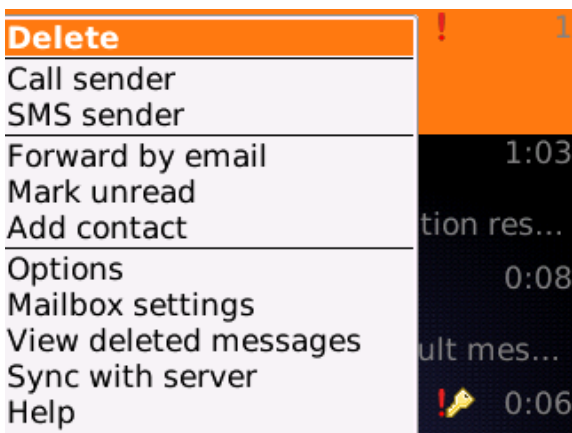 Delete
Call sender
SMS sender
Forward by email
Mark unread
Add contact
Options
Mailbox settings
View deleted messages
Sync with server
Help
! 1
1:03
tion res...
0:08
ult mes...
! 0:06